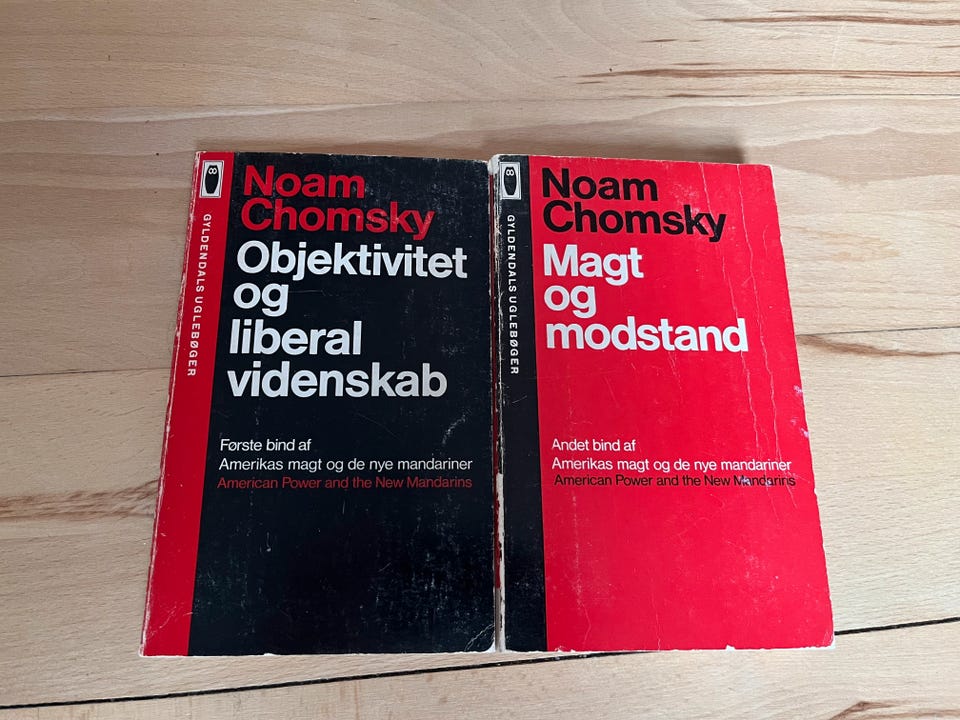 Noam
Chomsky
Objektivitet
og
liberal
videnskab
Første bind af
Amerikas magt og de nye mandariner
American Power and the New Mandarins
GYLDENDALS UGLEBØGER
Noam
Chomsky
Magt
og
modstand
Andet bind af
Amerikas magt og de nye mandariner
American Power and the New Mandarins
GYLDENDALS UGLEBØGER